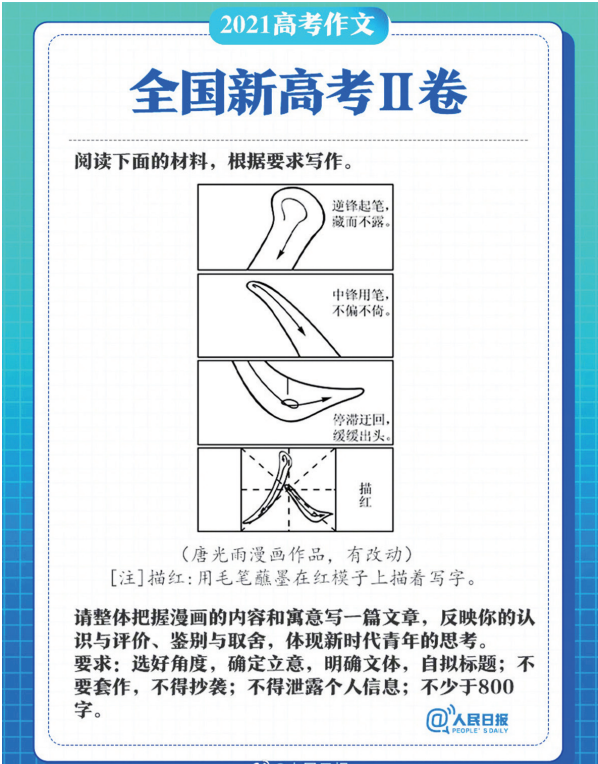 2021高考作文
全国新高考Ⅱ卷
阅读下面的材料，根据要求写作。
逆锋起笔，
藏而不露。
中锋用笔，
不偏不倚。
停滞迂回，
缓缓出头。
描红
（唐光雨漫画作品，有改动）
[注]描红：用毛笔蘸墨在红模子上描着写字。
请整体把握漫画的内容和寓意写一篇文章，反映你的认
识与评价、鉴别与取舍，体现新时代青年的思考。
要求：选好角度，确定立意，明确文体，自拟标题；不
要套作，不得抄袭；不得泄露个人信息；不少于800
字。
@人民日报
PEOPLE'S DAILY